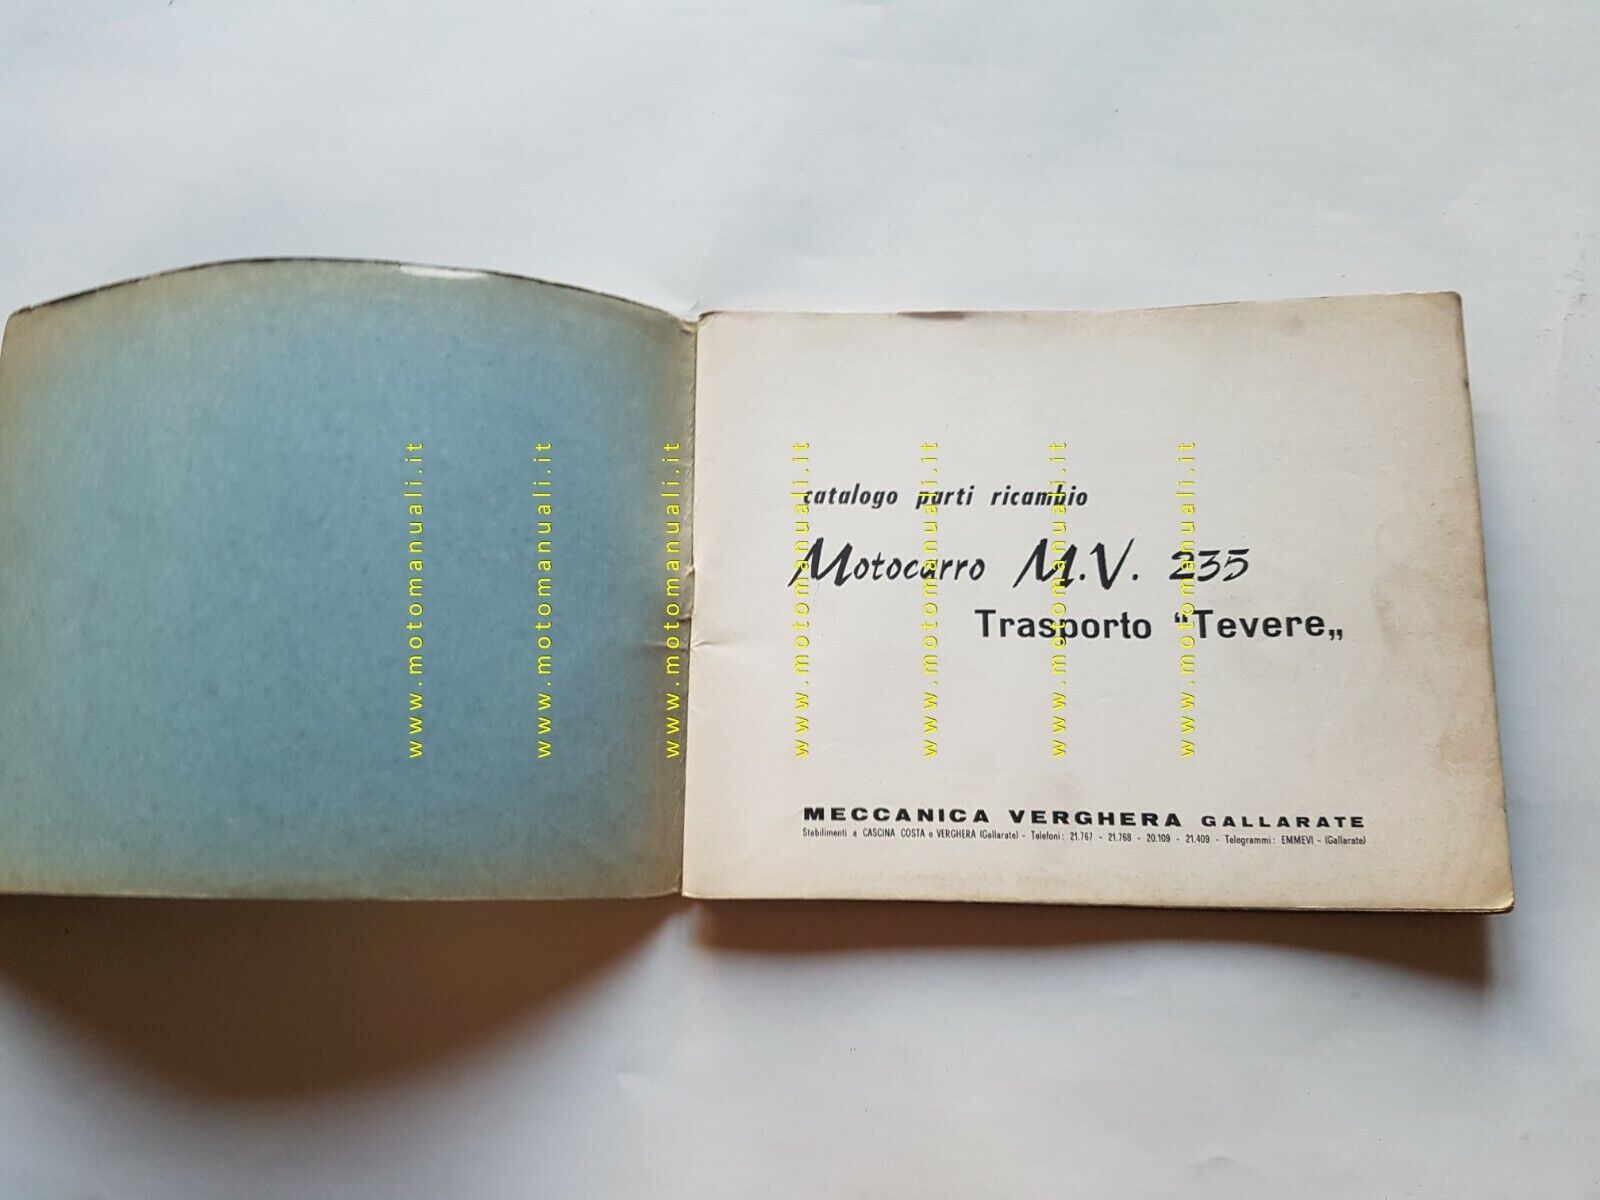 catalogo parti ricambio
Motocarro M.V. 235
Trasporto “Tevere„
MECCANICA VERGHERA GALLARATE
Stabilimenti a CASCINA COSTA e VERGHERA (Gallarate) - Telefoni: 21.767 - 21.768 - 20.109 - 21.409 - Telegrammi: EMMEVI - (Gallarate)
www.motomanuali.it
www.motomanuali.it
www.motomanuali.it
www.motomanuali.it
www.motomanuali.it
www.motomanuali.it
www.motomanuali.it